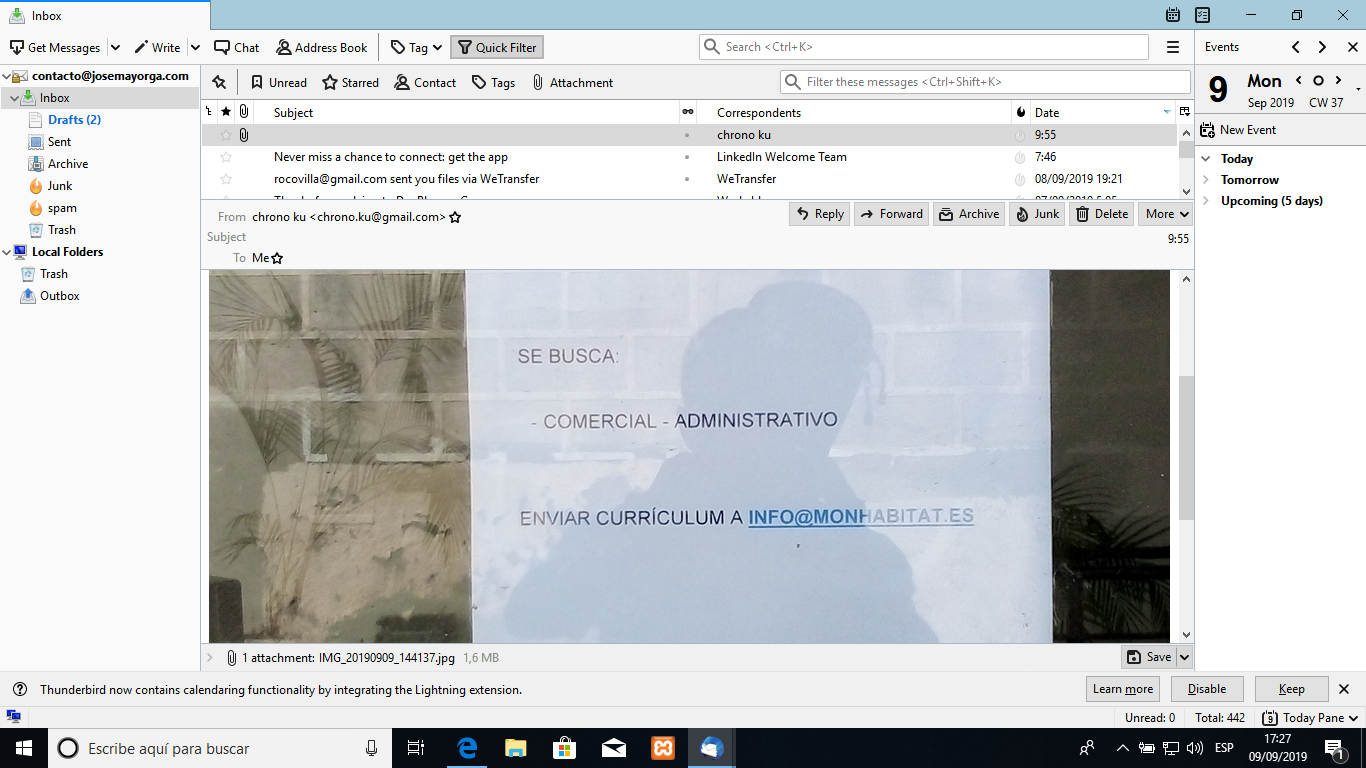 Inbox
Get Messages Write Chat Address Book Tag Quick Filter Search <Ctrl+K>
Events
contacto@josemayorga.com
Inbox
Drafts (2)
Sent
Archive
Junk
spam
Trash
Local Folders
Trash
Outbox
Unread Starred Contact Tags Attachment Filter these messages <Ctrl+Shift+K>
Subject Correspondents Date
chrono ku 9:55
Never miss a chance to connect: get the app LinkedIn Welcome Team 7:46
rocovilla@gmail.com sent you files via WeTransfer WeTransfer 08/09/2019 19:21
From chrono ku <chrono.ku@gmail.com> Reply Forward Archive Junk Delete More
Subject 9:55
To Me
SE BUSCA:
- COMERCIAL - ADMINISTRATIVO
ENVIAR CURRÍCULUM A INFO@MONHABITAT.ES
1 attachment: IMG_20190909_144137.jpg 1,6 MB Save
9 Mon
Sep 2019 CW 37
New Event
Today
Tomorrow
Upcoming (5 days)
Thunderbird now contains calendaring functionality by integrating the Lightning extension. Learn more Disable Keep
Unread: 0 Total: 442 9 Today Pane
Escribe aquí para buscar
ESP 17:27
09/09/2019
1